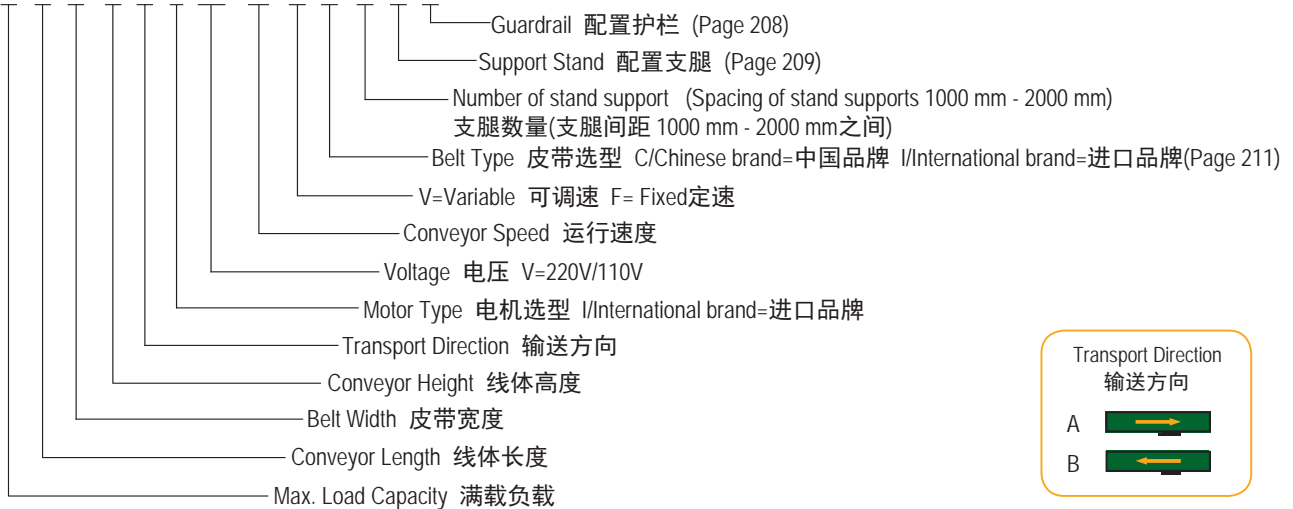 Guardrail 配置护栏 (Page 208)
Support Stand 配置支腿 (Page 209)
Number of stand support (Spacing of stand supports 1000 mm - 2000 mm)
支腿数量(支腿间距 1000 mm - 2000 mm之间)
Belt Type 皮带选型 C/Chinese brand=中国品牌 I/International brand=进口品牌(Page 211)
V=Variable 可调速 F= Fixed定速
Conveyor Speed 运行速度
Voltage 电压 V=220V/110V
Motor Type 电机选型 I/International brand=进口品牌
Transport Direction 输送方向
Conveyor Height 线体高度
Belt Width 皮带宽度
Conveyor Length 线体长度
Max. Load Capacity 满载负载
Transport Direction
输送方向
A
B